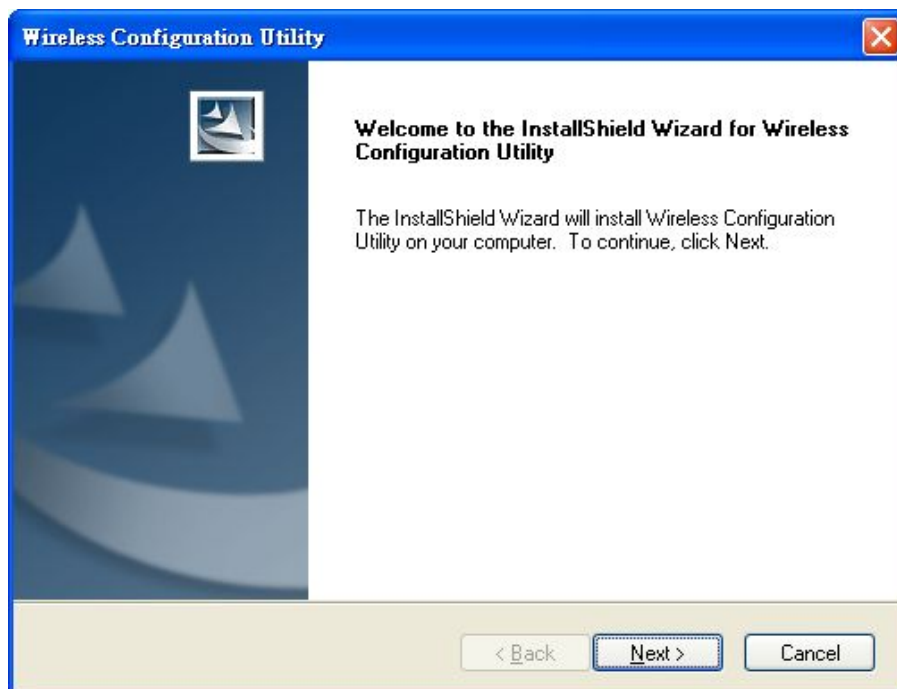 Wireless Configuration Utility
Welcome to the InstallShield Wizard for Wireless
Configuration Utility
The InstallShield Wizard will install Wireless Configuration
Utility on your computer.  To continue, click Next.
< Back
Next >
Cancel